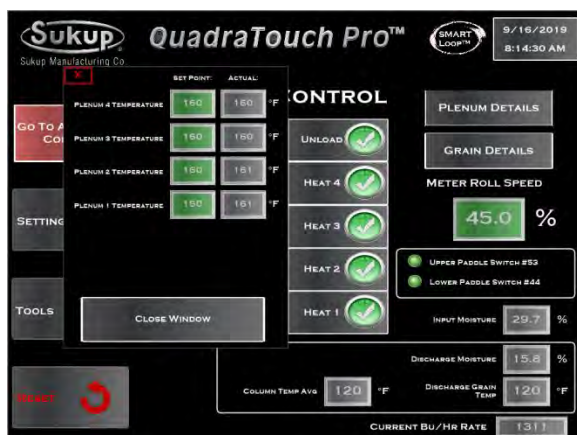 Sukup
Sukup Manufacturing Co
QuadraTouch Pro™
SMART
LOOP™
9/16/2019
8:14:30 AM
X
SET POINT:
ACTUAL:
PLENUM 4 TEMPERATURE 160 160 °F
PLENUM 3 TEMPERATURE 160 160 °F
PLENUM 2 TEMPERATURE 160 161 °F
PLENUM 1 TEMPERATURE 160 161 °F
CLOSE WINDOW
ONTROL
GO TO A
CO
SETTING
TOOLS
RESET
UNLOAD
HEAT 4
HEAT 3
HEAT 2
HEAT 1
PLENUM DETAILS
GRAIN DETAILS
METER ROLL SPEED
45.0 %
UPPER PADDLE SWITCH #53
LOWER PADDLE SWITCH #44
INPUT MOISTURE 29.7 %
DISCHARGE MOISTURE 15.8 %
COLUMN TEMP AVG 120 °F
DISCHARGE GRAIN
TEMP 120 °F
CURRENT BU/HR RATE 1311